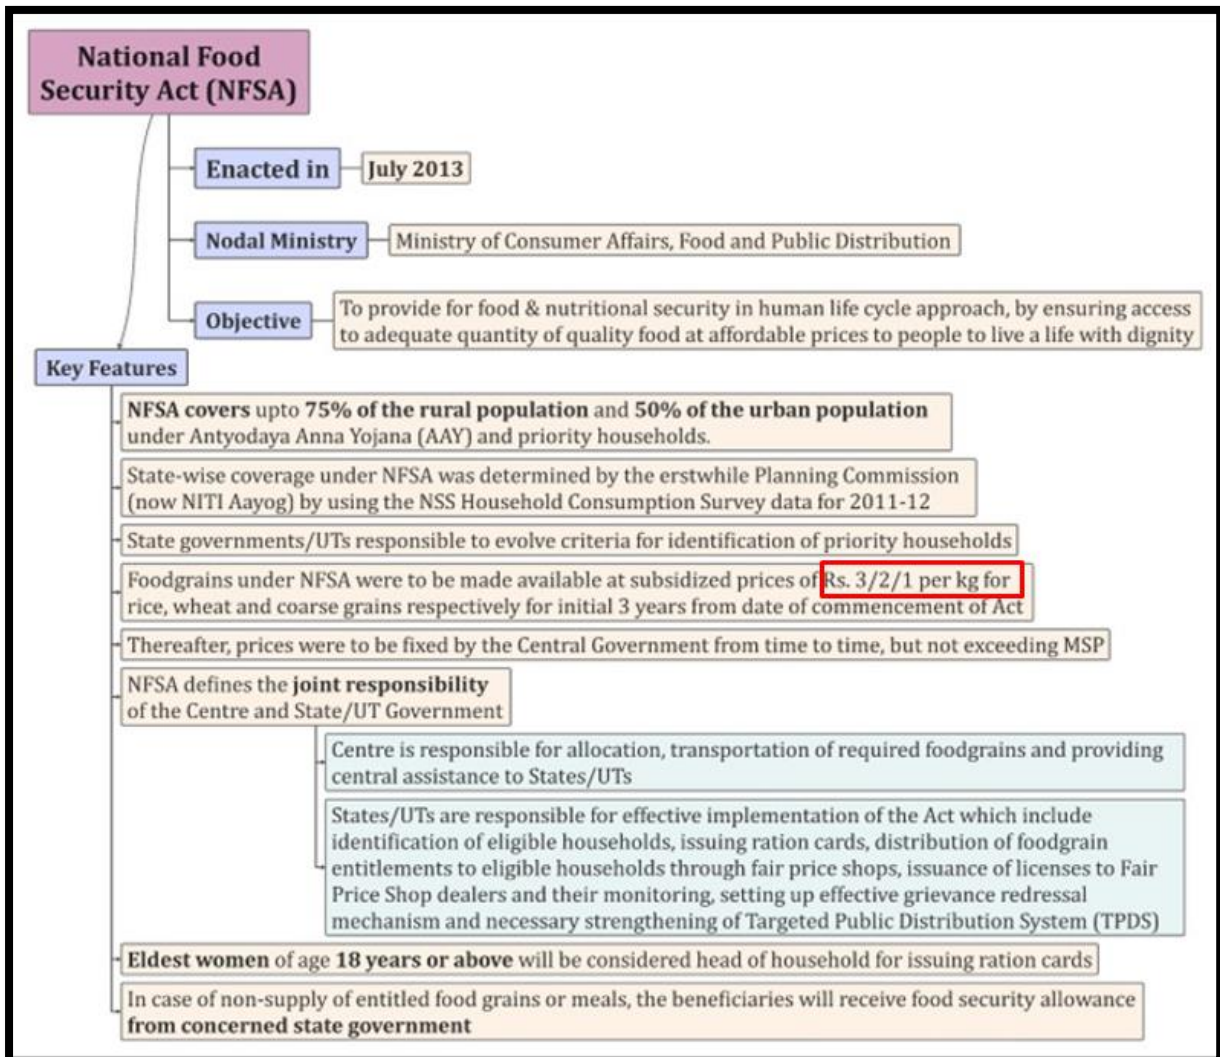 National Food
Security Act (NFSA)
Enacted in
July 2013
Nodal Ministry
Ministry of Consumer Affairs, Food and Public Distribution
Objective
To provide for food & nutritional security in human life cycle approach, by ensuring access
to adequate quantity of quality food at affordable prices to people to live a life with dignity
Key Features
NFSA covers upto 75% of the rural population and 50% of the urban population
under Antyodaya Anna Yojana (AAY) and priority households.
State-wise coverage under NFSA was determined by the erstwhile Planning Commission
(now NITI Aayog) by using the NSS Household Consumption Survey data for 2011-12
State governments/UTs responsible to evolve criteria for identification of priority households
Foodgrains under NFSA were to be made available at subsidized prices of Rs. 3/2/1 per kg for
rice, wheat and coarse grains respectively for initial 3 years from date of commencement of Act
Thereafter, prices were to be fixed by the Central Government from time to time, but not exceeding MSP
NFSA defines the joint responsibility
of the Centre and State/UT Government
Centre is responsible for allocation, transportation of required foodgrains and providing
central assistance to States/UTs
States/UTs are responsible for effective implementation of the Act which include
identification of eligible households, issuing ration cards, distribution of foodgrain
entitlements to eligible households through fair price shops, issuance of licenses to Fair
Price Shop dealers and their monitoring, setting up effective grievance redressal
mechanism and necessary strengthening of Targeted Public Distribution System (TPDS)
Eldest women of age 18 years or above will be considered head of household for issuing ration cards
In case of non-supply of entitled food grains or meals, the beneficiaries will receive food security allowance
from concerned state government